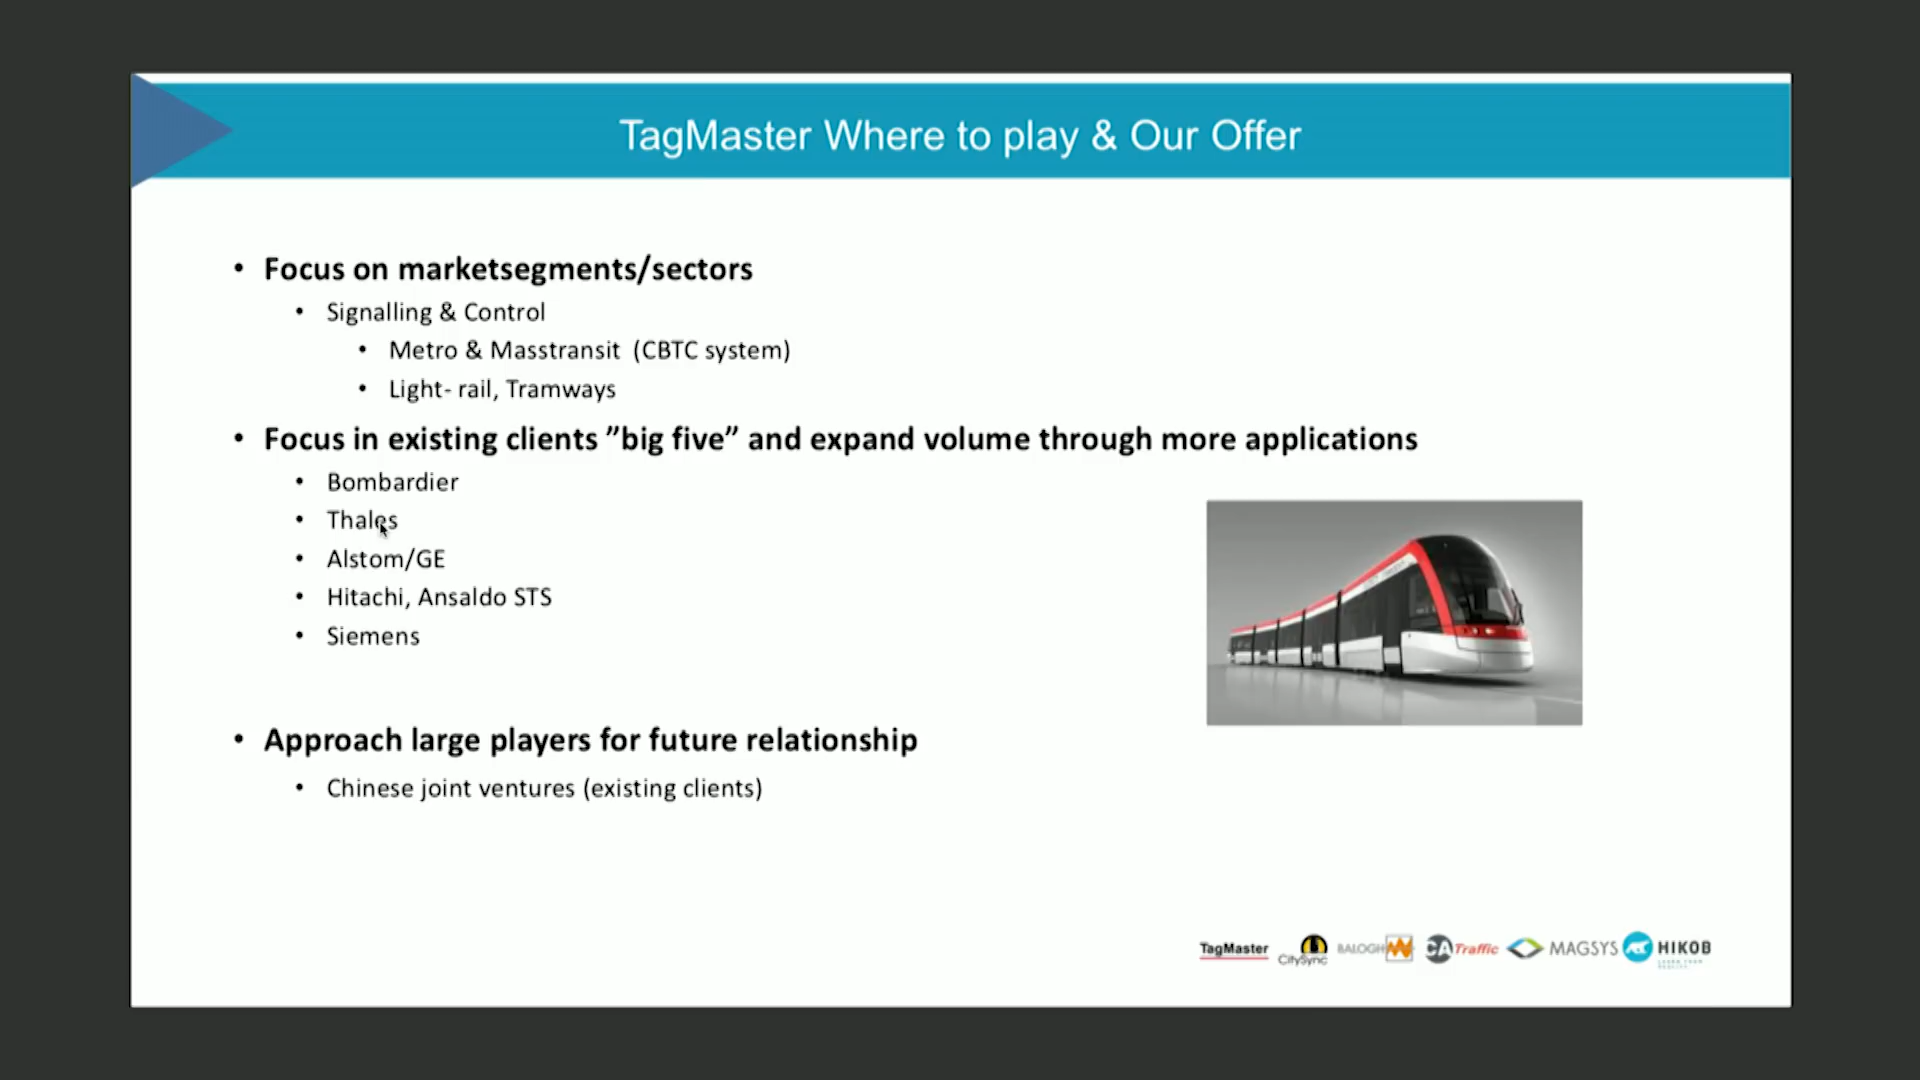 TagMaster Where to play & Our Offer
• Focus on marketsegments/sectors
• Signalling & Control
• Metro & Masstransit (CBTC system)
• Light- rail, Tramways
• Focus in existing clients ”big five” and expand volume through more applications
• Bombardier
• Thales
• Alstom/GE
• Hitachi, Ansaldo STS
• Siemens
• Approach large players for future relationship
• Chinese joint ventures (existing clients)
TagMaster CitySync BALOGH CA Traffic MAGSYS HIKOB